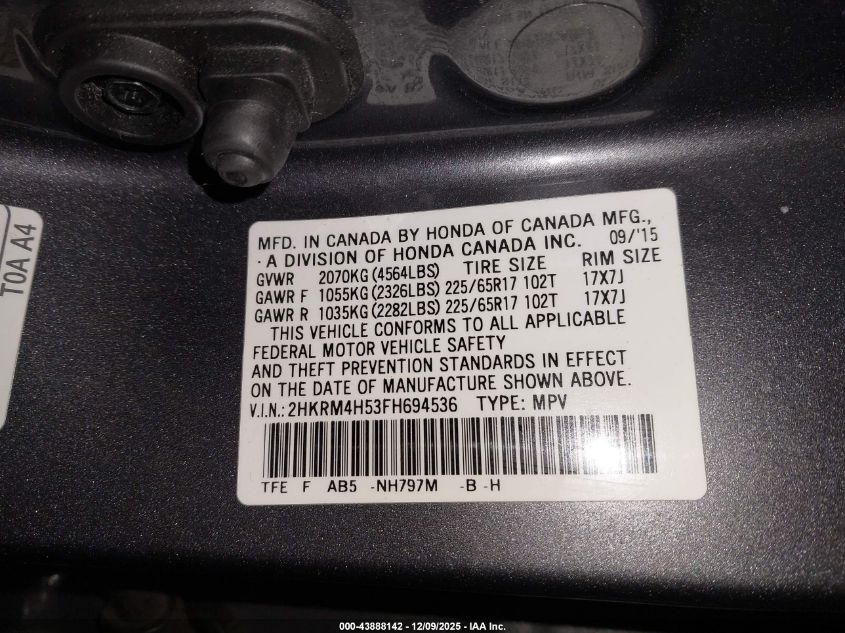 MFD. IN CANADA BY HONDA OF CANADA MFG.,
· A DIVISION OF HONDA CANADA INC. 09/'15
GVWR 2070KG (4564LBS) TIRE SIZE RIM SIZE
GAWR F 1055KG (2326LBS) 225/65R17 102T 17X7J
GAWR R 1035KG (2282LBS) 225/65R17 102T 17X7J
THIS VEHICLE CONFORMS TO ALL APPLICABLE
FEDERAL MOTOR VEHICLE SAFETY
AND THEFT PREVENTION STANDARDS IN EFFECT
ON THE DATE OF MANUFACTURE SHOWN ABOVE.
V.I.N.: 2HKRM4H53FH694536 TYPE: MPV
TFE F AB5 -NH797M -B -H
T0A A4
000-43888142 - 12/09/2025 - IAA Inc.